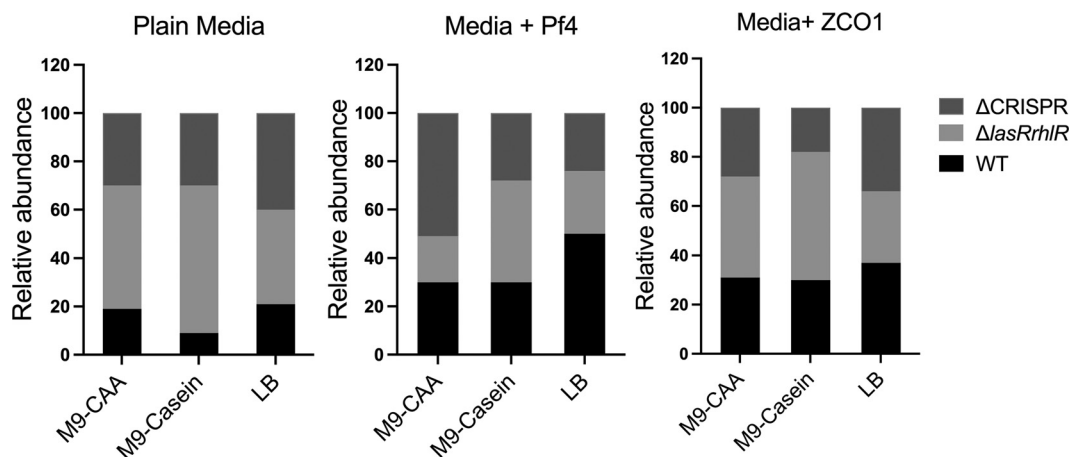 Plain Media
Media + Pf4
Media+ ZCO1
Relative abundance
120
100
80
60
40
20
0
M9-CAA
M9-Casein
LB
Relative abundance
120
100
80
60
40
20
0
M9-CAA
M9-Casein
LB
Relative abundance
120
100
80
60
40
20
0
M9-CAA
M9-Casein
LB
ΔCRISPR
ΔlasRrhlR
WT